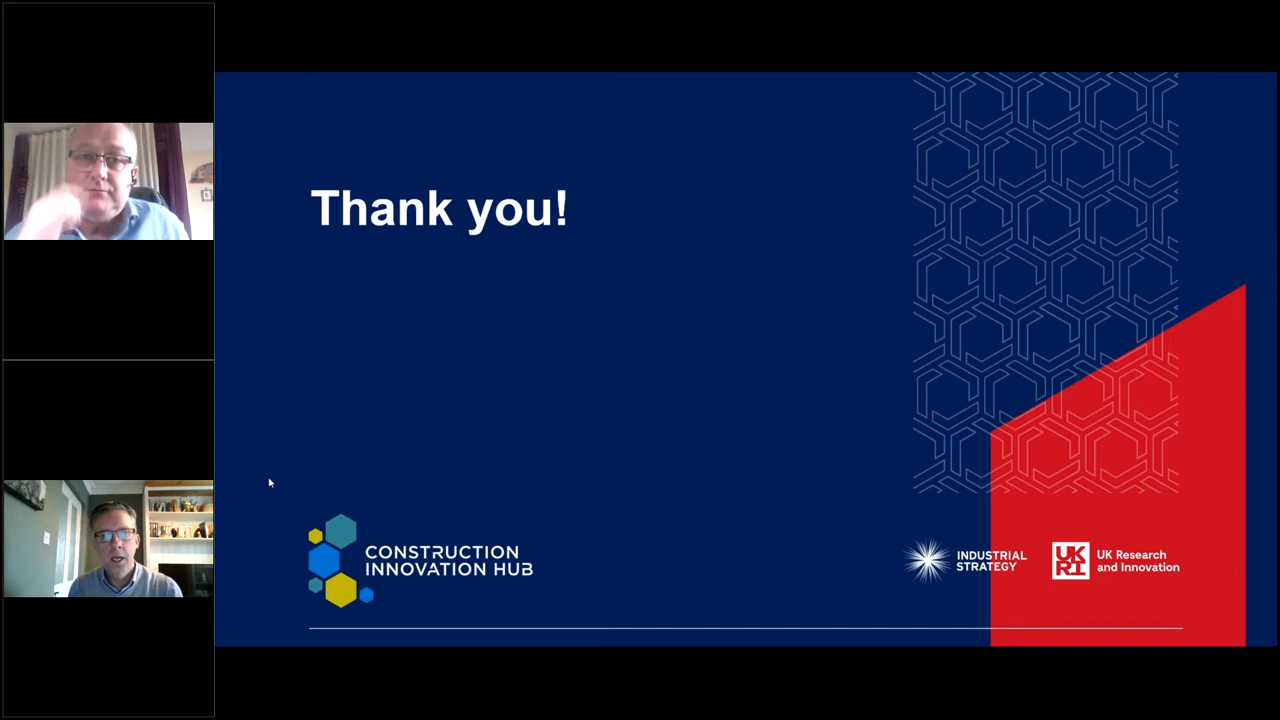 Thank you!
CONSTRUCTION
INNOVATION HUB
INDUSTRIAL
STRATEGY
UK
RI
UK Research
and Innovation